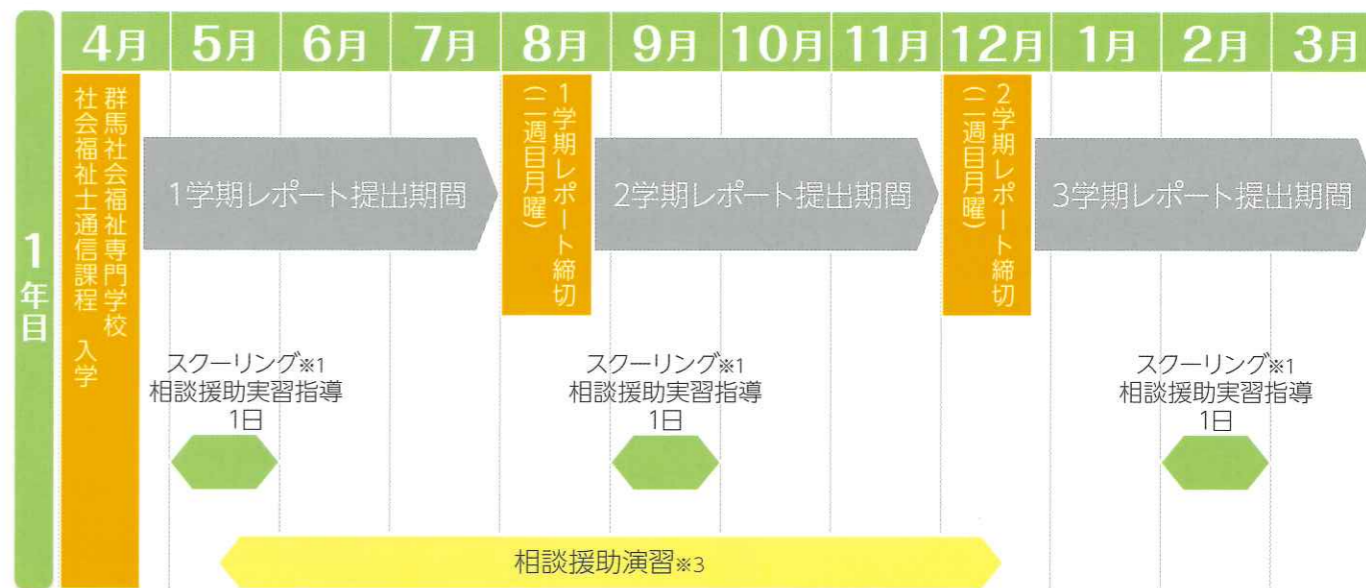 4月 5月 6月 7月 8月 9月 10月 11月 12月 1月 2月 3月
1年目
群馬社会福祉専門学校
社会福祉士通信課程 入学
1学期レポート提出期間
1学期レポート締切
(二週目月曜)
2学期レポート提出期間
2学期レポート締切
(二週目月曜)
3学期レポート提出期間
スクーリング※1
相談援助実習指導
1日
スクーリング※1
相談援助実習指導
1日
スクーリング※1
相談援助実習指導
1日
相談援助演習※3